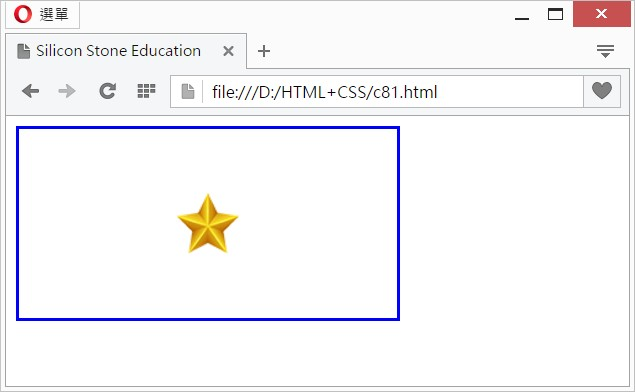 選單
Silicon Stone Education
file:///D:/HTML+CSS/c81.html